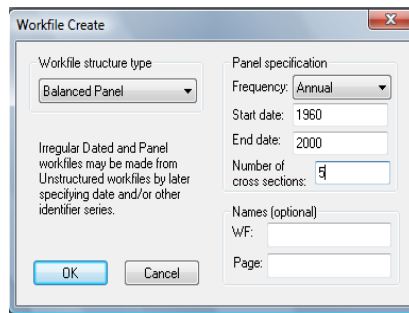 Workfile Create
Workfile structure type
Balanced Panel
Irregular Dated and Panel
workfiles may be made from
Unstructured workfiles by later
specifying date and/or other
identifier series.
OK
Cancel
Panel specification
Frequency: Annual
Start date: 1960
End date: 2000
Number of
cross sections: 5
Names (optional)
WF:
Page: